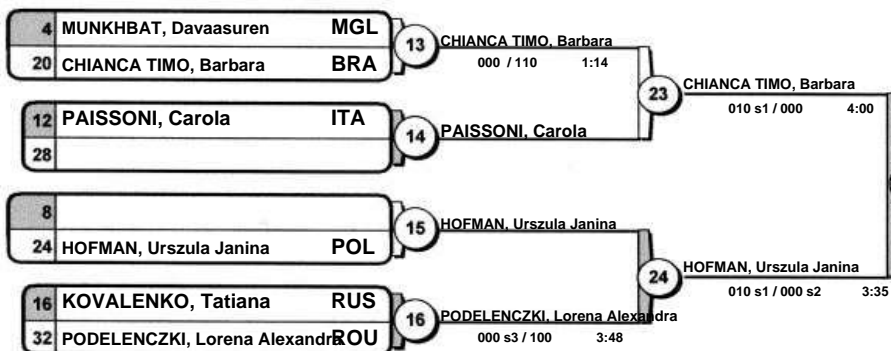 4 MUNKHBAT, Davaasuren MGL
20 CHIANCA TIMO, Barbara BRA
13
CHIANCA TIMO, Barbara
000 / 110 1:14
12 PAISSONI, Carola ITA
28
14
PAISSONI, Carola
23
CHIANCA TIMO, Barbara
010 s1 / 000 4:00
8
24 HOFMAN, Urszula Janina POL
15
HOFMAN, Urszula Janina
16 KOVALENKO, Tatiana RUS
32 PODELENCZKI, Lorena Alexandra ROU
16
PODELENCZKI, Lorena Alexandra
000 s3 / 100 3:48
24
HOFMAN, Urszula Janina
010 s1 / 000 s2 3:35